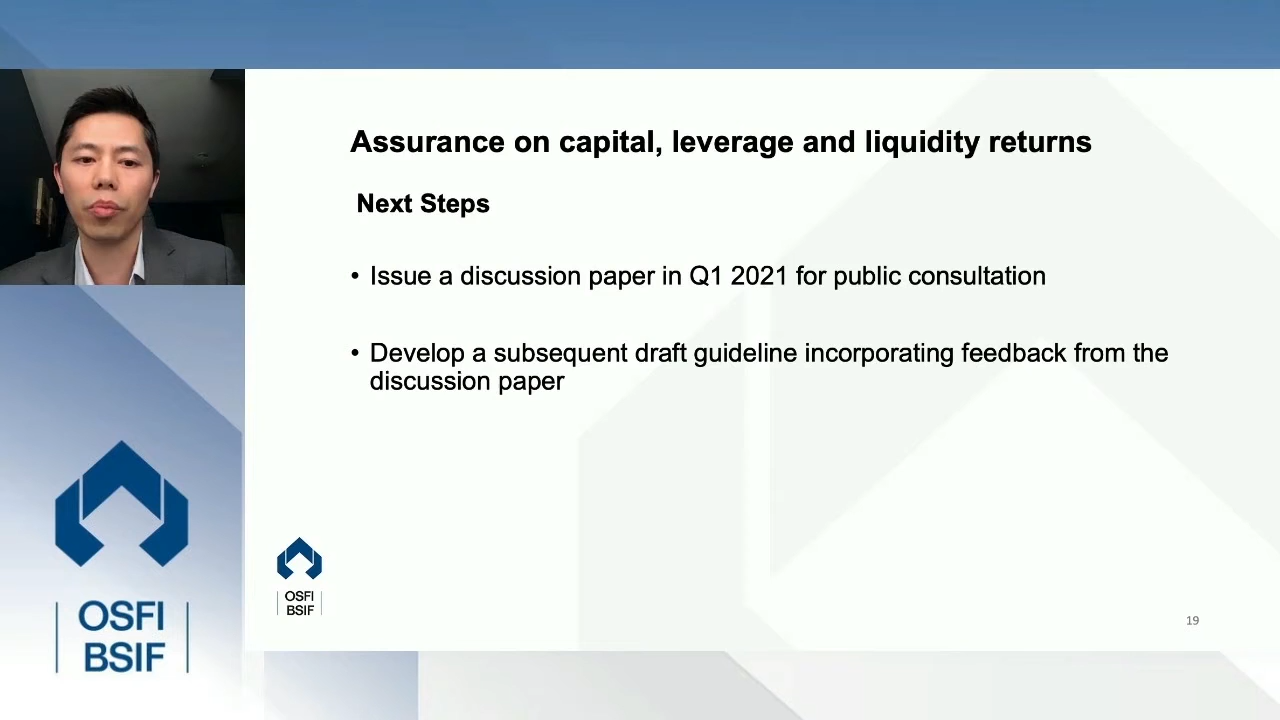 Assurance on capital, leverage and liquidity returns
Next Steps
• Issue a discussion paper in Q1 2021 for public consultation
• Develop a subsequent draft guideline incorporating feedback from the
discussion paper
OSFI
BSIF
OSFI
BSIF
19